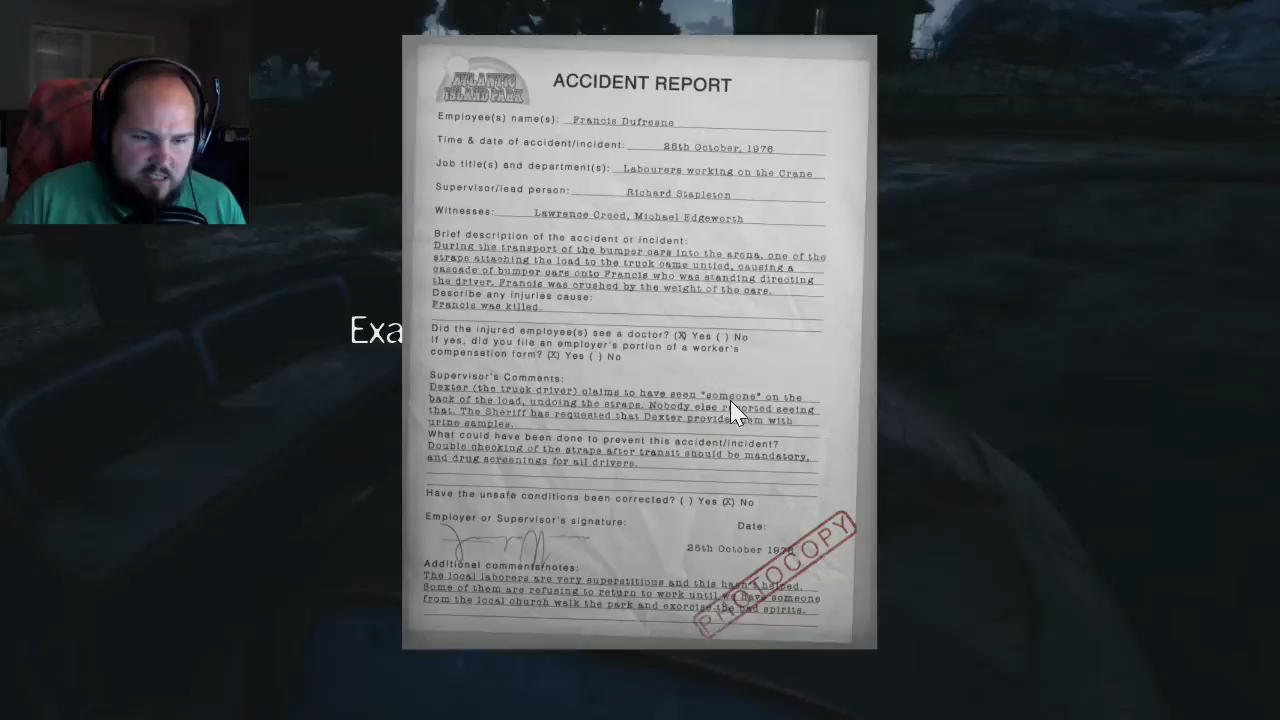 ATLANTIC
ISLAND PARK
ACCIDENT REPORT
Employee(s) name(s): Francis Dufresne
Time & date of accident/incident: 25th October, 1976
Job title(s) and department(s): Labourers working on the Crane
Supervisor/lead person: Richard Stapleton
Witnesses: Lawrence Creed, Michael Edgeworth
Brief description of the accident or incident:
During the transport of the bumper cars into the arena, one of the
straps attaching the load to the truck came untied, causing a
cascade of bumper cars onto Francis who was standing directing
the driver. Francis was crushed by the weight of the cars.
Describe any injuries cause:
Francis was killed.
Did the injured employee(s) see a doctor? (X) Yes ( ) No
If yes, did you file an employer's portion of a worker's
compensation form? (X) Yes ( ) No
Exa
Supervisor's Comments:
Dexter (the truck driver) claims to have seen "someone" on the
back of the load, undoing the straps. Nobody else reported seeing
that. The Sheriff has requested that Dexter provide them with
urine samples.
What could have been done to prevent this accident/incident?
Double checking of the straps after transit should be mandatory,
and drug screenings for all drivers.
Have the unsafe conditions been corrected? ( ) Yes (X) No
Employer or Supervisor's signature:
Date:
25th October 1976
Additional comments/notes:
The local laborers are very superstitious and this hasn't helped.
Some of them are refusing to return to work until we have someone
from the local church walk the park and exorcise the bad spirits.
PHOTOCOPY